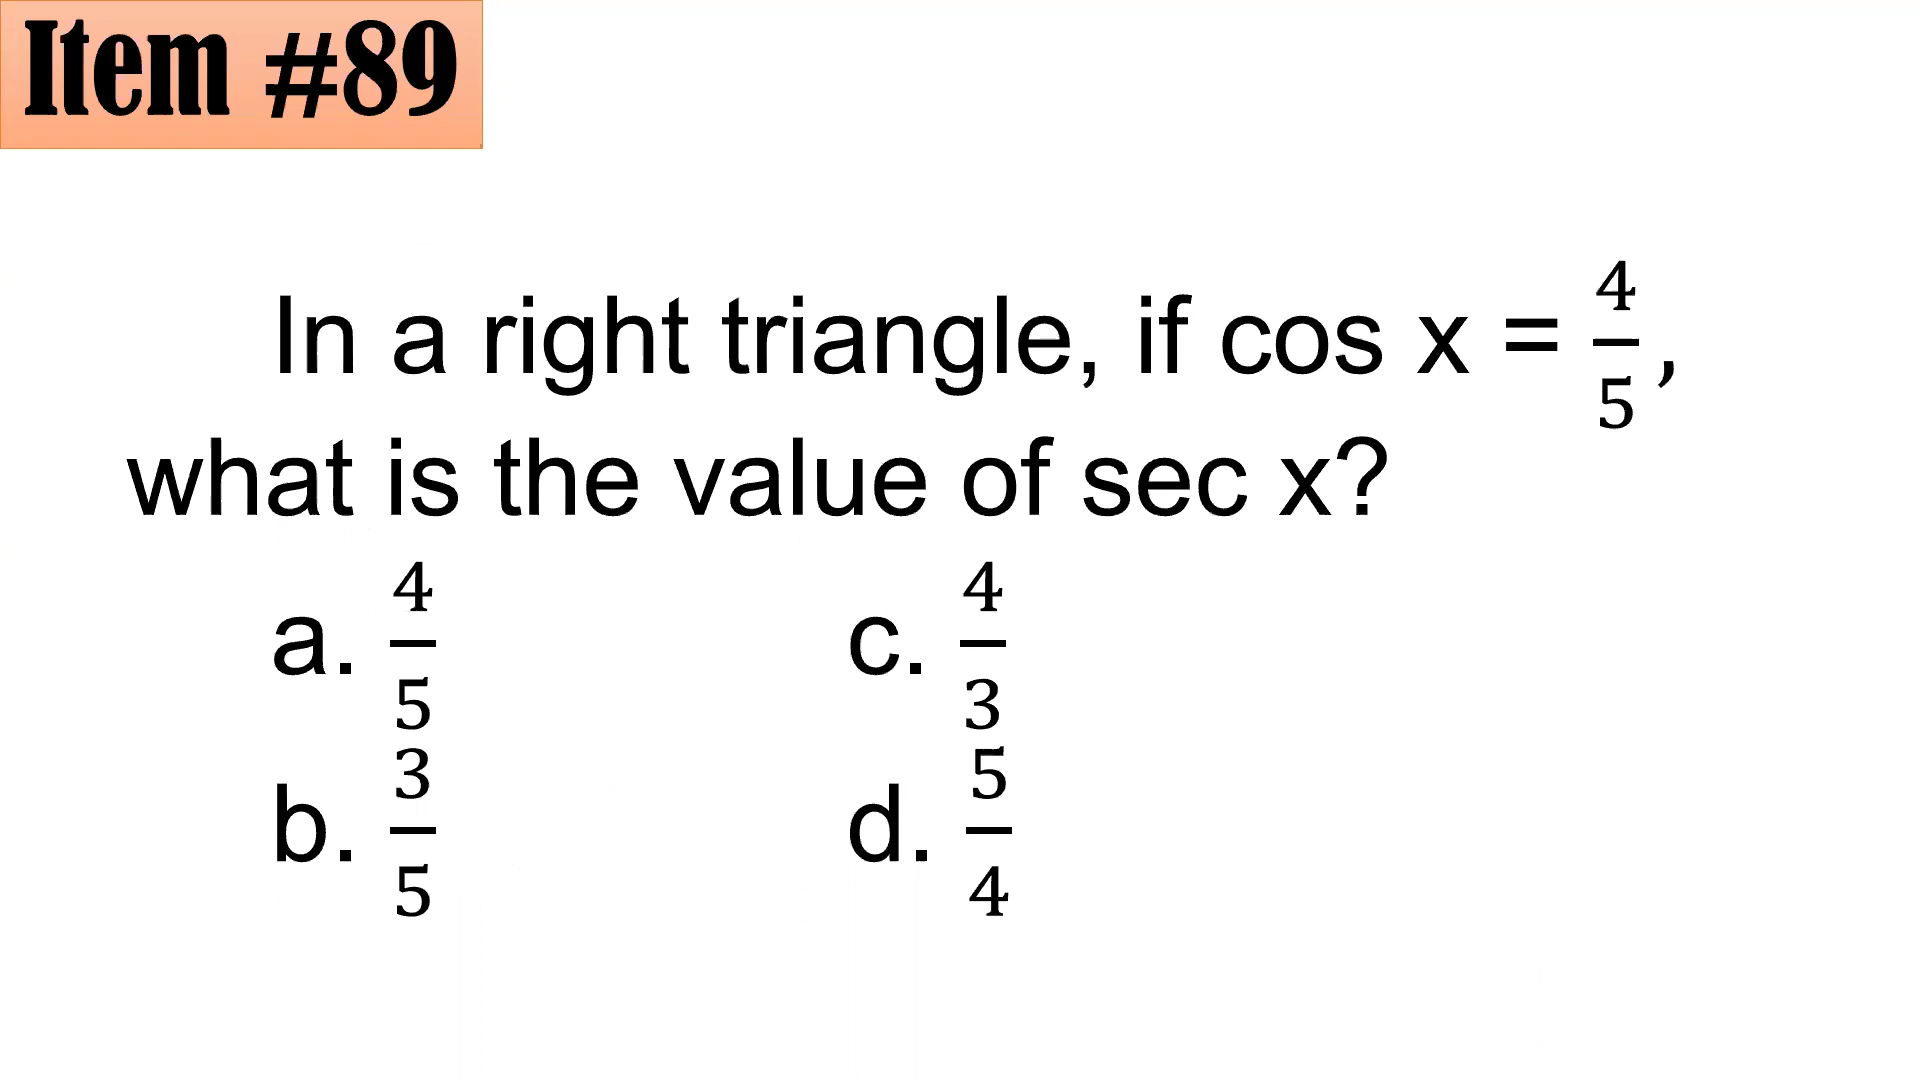 Item #89
In a right triangle, if cos x = 4/5,
what is the value of sec x?
a. 4/5 c. 4/3
b. 3/5 d. 5/4